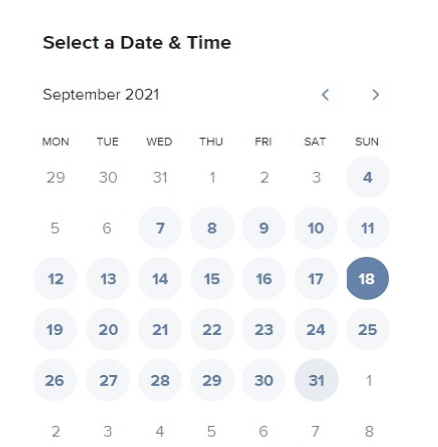 Select a Date & Time
September 2021
MON TUE WED THU FRI SAT SUN
29 30 31 1 2 3 4
5 6 7 8 9 10 11
12 13 14 15 16 17 18
19 20 21 22 23 24 25
26 27 28 29 30 31 1
2 3 4 5 6 7 8